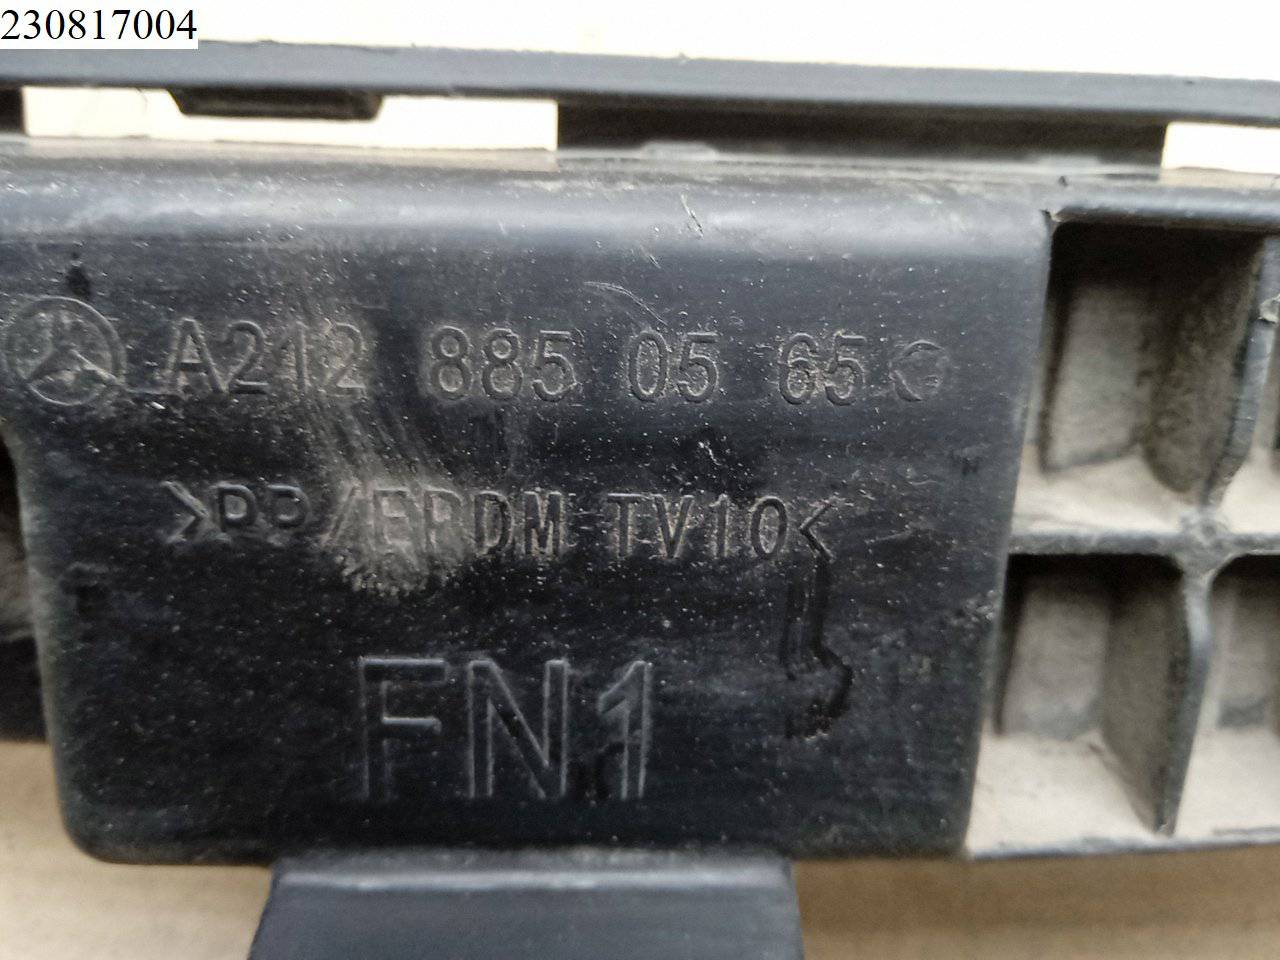 230817004
A212 885 05 65
>PP/EPDM TV10<
FN1